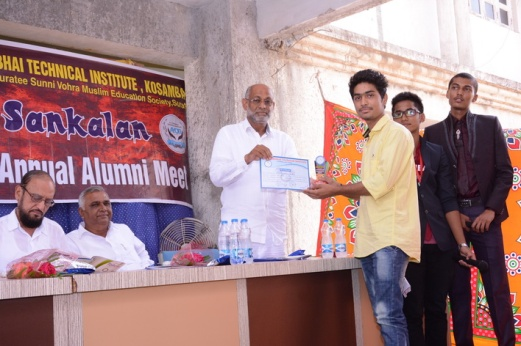 BHAI TECHNICAL INSTITUTE , KOSAMBA
uratee Sunni Vohra Muslim Education Society,
Sankalan
Annual Alumni Meet